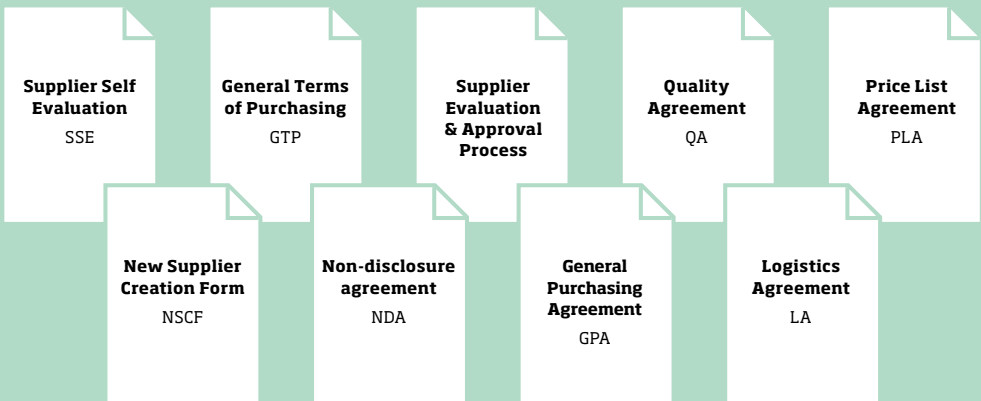 Supplier Self
Evaluation
SSE
General Terms
of Purchasing
GTP
Supplier
Evaluation
& Approval
Process
Quality
Agreement
QA
Price List
Agreement
PLA
New Supplier
Creation Form
NSCF
Non-disclosure
agreement
NDA
General
Purchasing
Agreement
GPA
Logistics
Agreement
LA